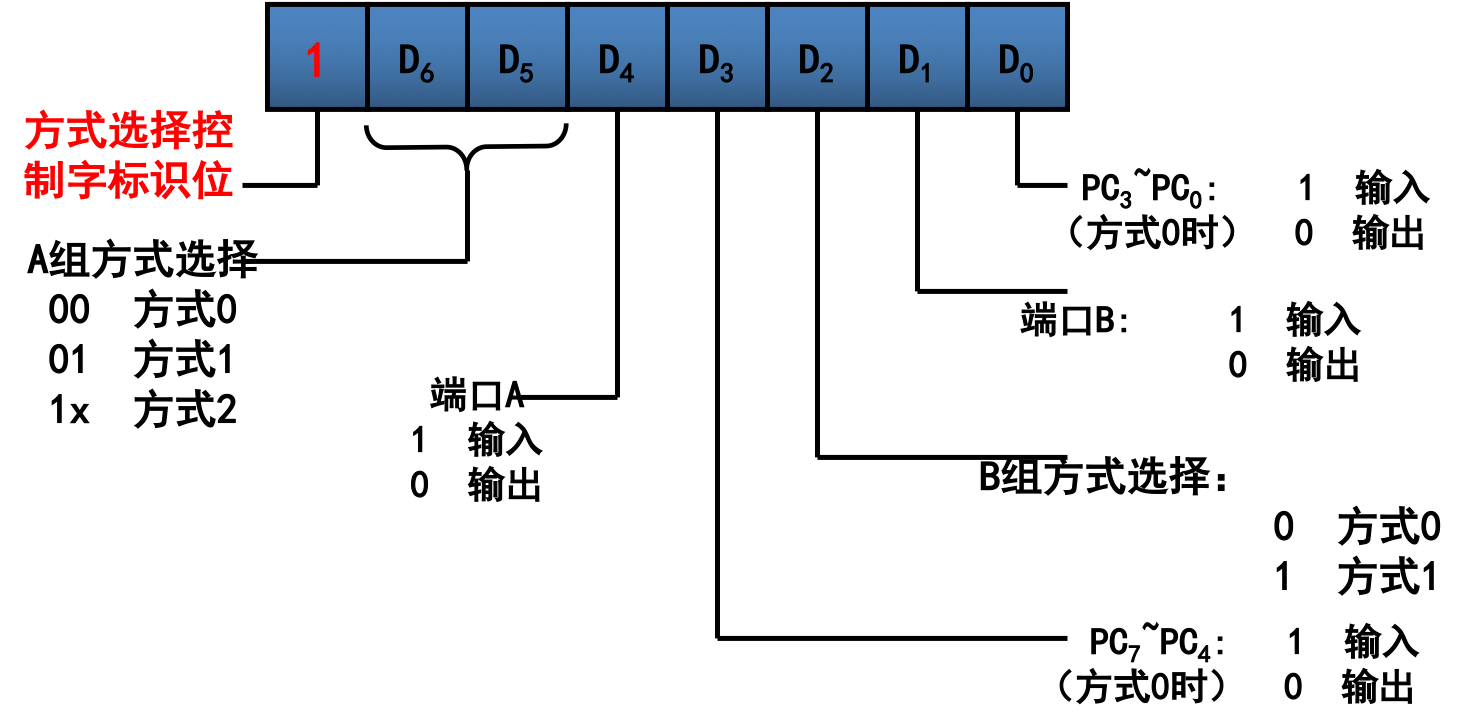 1 D₆ D₅ D₄ D₃ D₂ D₁ D₀
方式选择控
制字标识位
A组方式选择
00 方式0
01 方式1
1x 方式2
端口A
1 输入
0 输出
PC₃~PC₀: 1 输入
(方式0时) 0 输出
端口B: 1 输入
0 输出
B组方式选择:
0 方式0
1 方式1
PC₇~PC₄: 1 输入
(方式0时) 0 输出